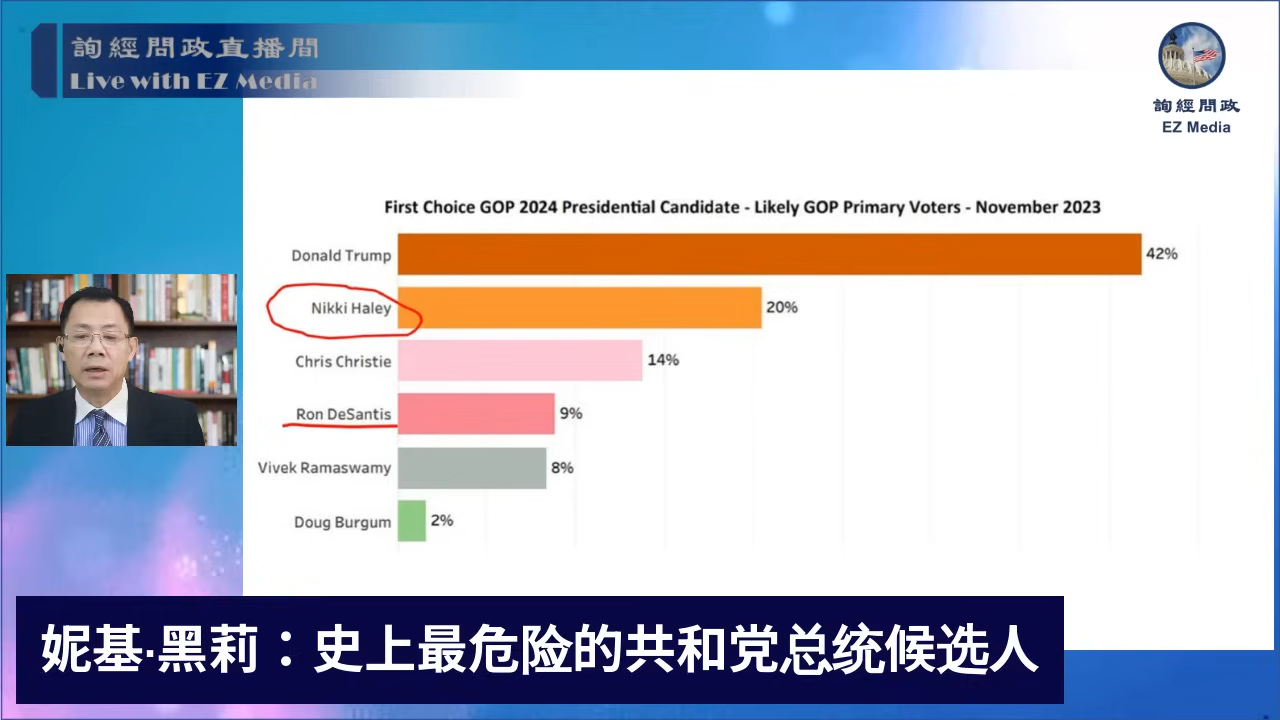 詢經問政直播間
Live with EZ Media
詢經問政
EZ Media
First Choice GOP 2024 Presidential Candidate - Likely GOP Primary Voters - November 2023
Donald Trump 42%
Nikki Haley 20%
Chris Christie 14%
Ron DeSantis 9%
Vivek Ramaswamy 8%
Doug Burgum 2%
妮基·黑莉：史上最危险的共和党总统候选人